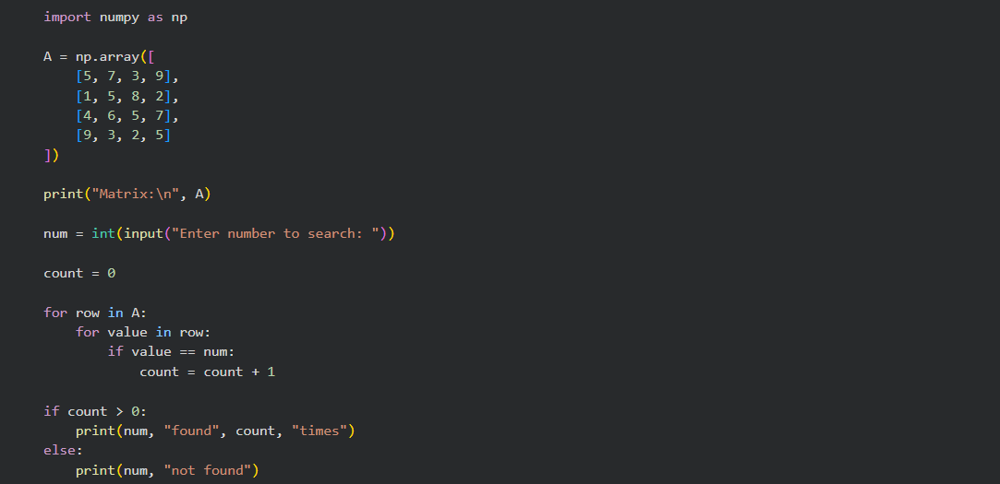 import numpy as np
A = np.array([
    [5, 7, 3, 9],
    [1, 5, 8, 2],
    [4, 6, 5, 7],
    [9, 3, 2, 5]
])
print("Matrix:\n", A)
num = int(input("Enter number to search: "))
count = 0
for row in A:
    for value in row:
        if value == num:
            count = count + 1
if count > 0:
    print(num, "found", count, "times")
else:
    print(num, "not found")